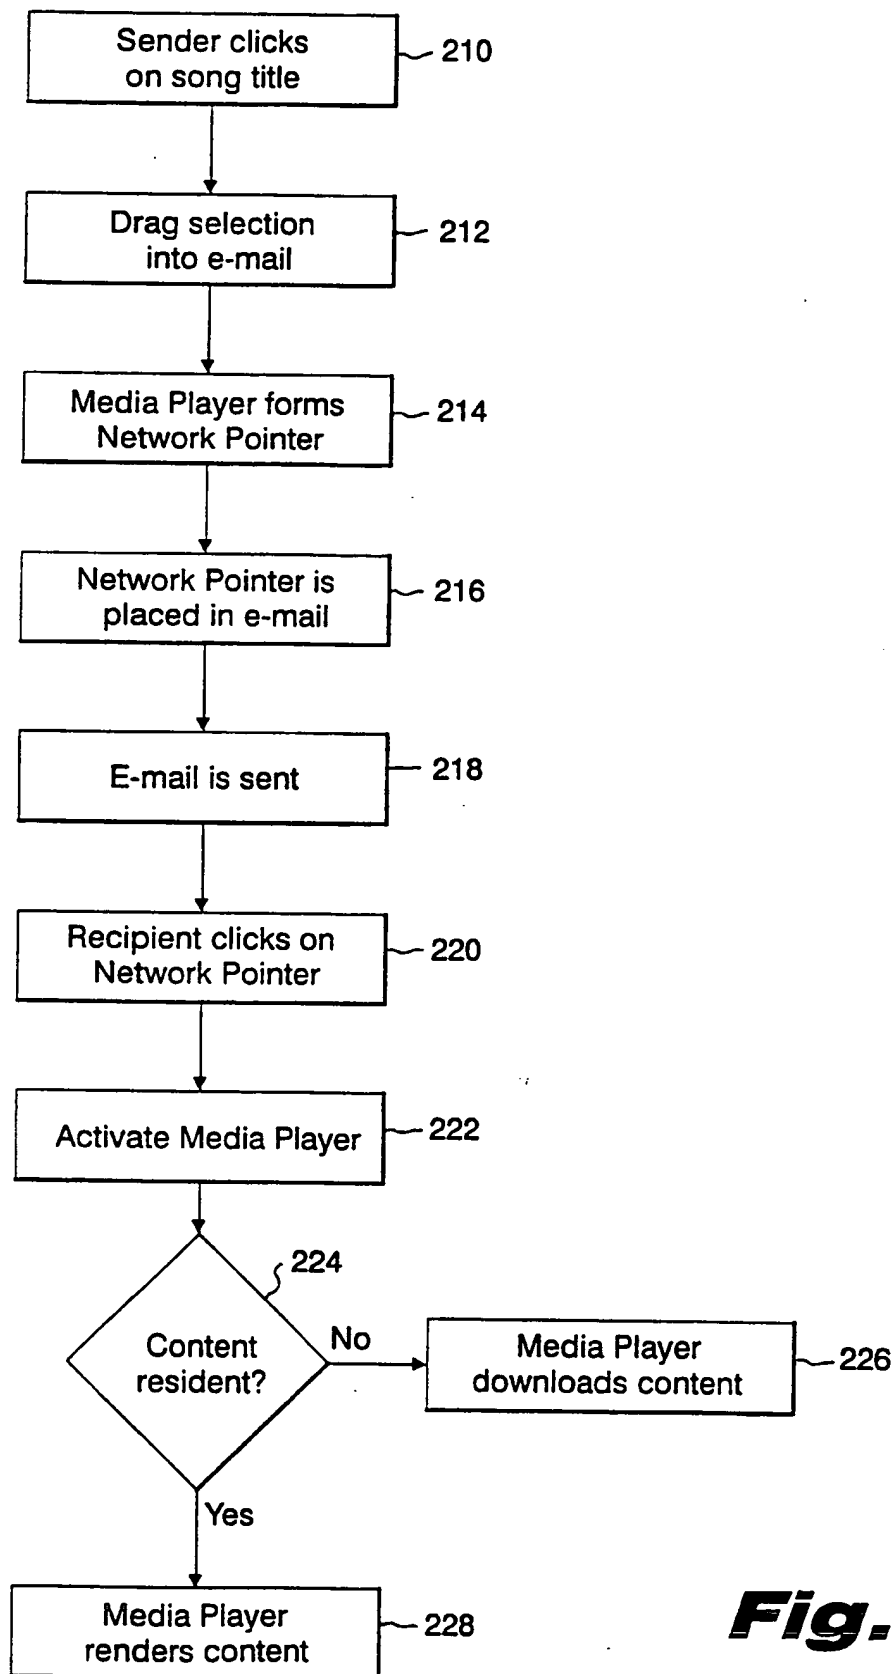 Sender clicks
on song title
210
Drag selection
into e-mail
212
Media Player forms
Network Pointer
214
Network Pointer is
placed in e-mail
216
E-mail is sent
218
Recipient clicks on
Network Pointer
220
Activate Media Player
222
224
Content
resident?
No
Media Player
downloads content
226
Yes
Media Player
renders content
228
Fig.